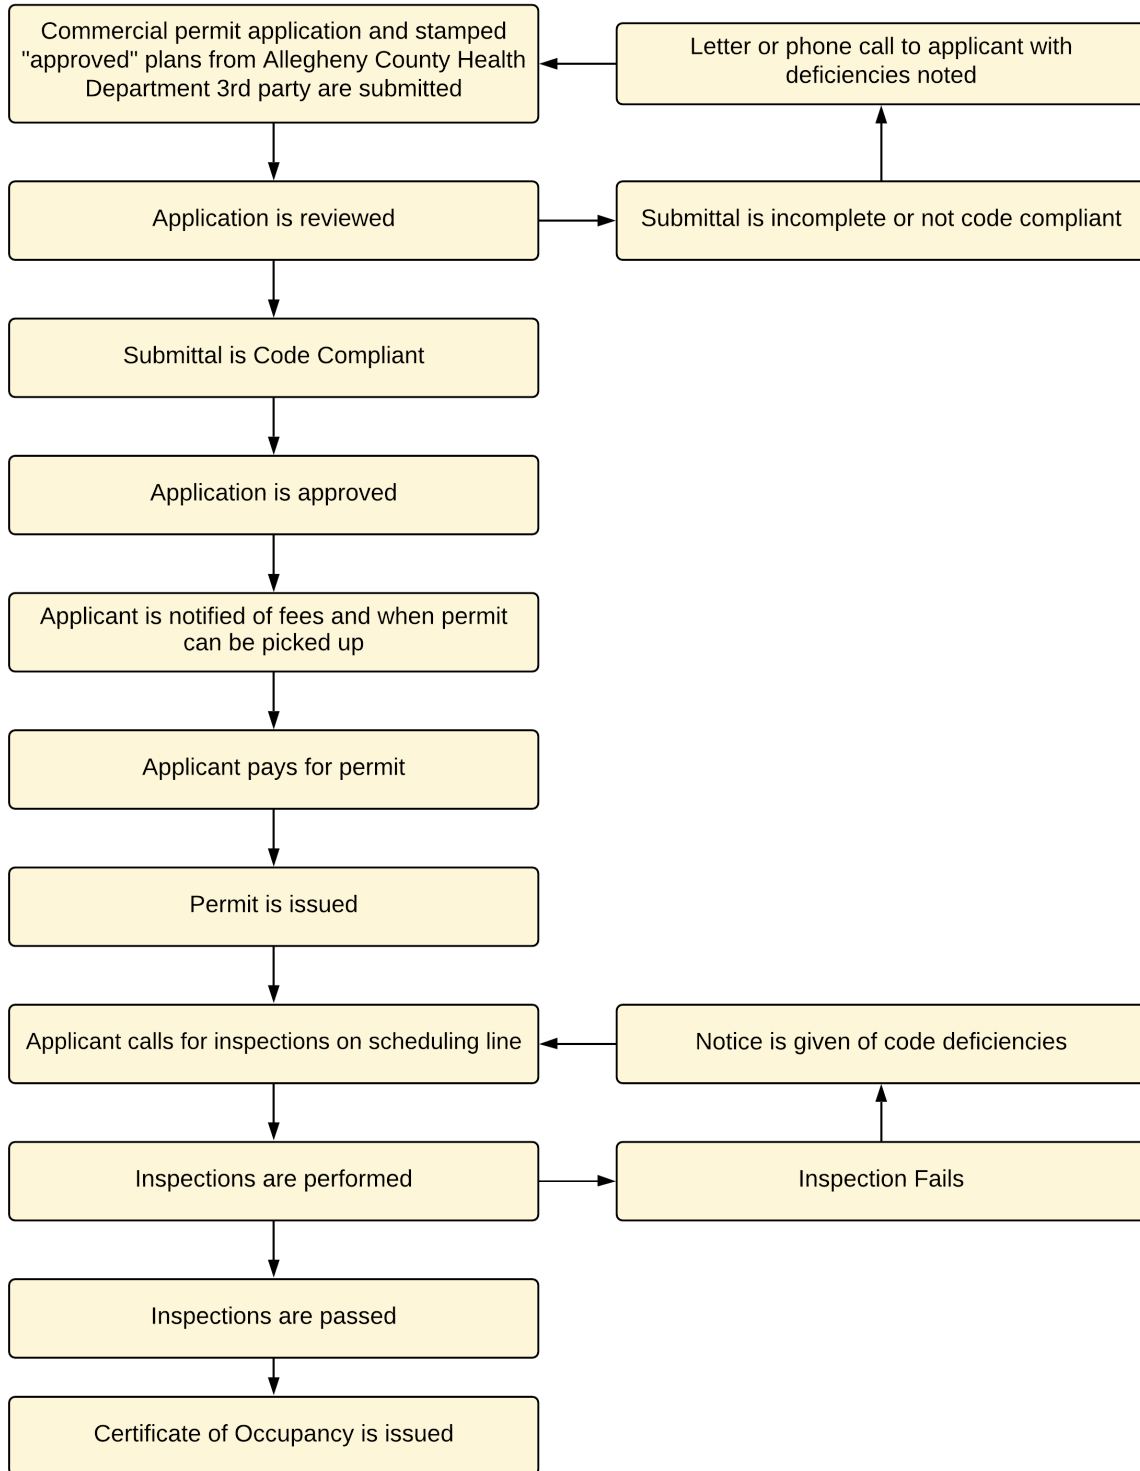 Commercial permit application and stamped
"approved" plans from Allegheny County Health
Department 3rd party are submitted
Letter or phone call to applicant with
deficiencies noted
Application is reviewed
Submittal is incomplete or not code compliant
Submittal is Code Compliant
Application is approved
Applicant is notified of fees and when permit
can be picked up
Applicant pays for permit
Permit is issued
Applicant calls for inspections on scheduling line
Notice is given of code deficiencies
Inspections are performed
Inspection Fails
Inspections are passed
Certificate of Occupancy is issued